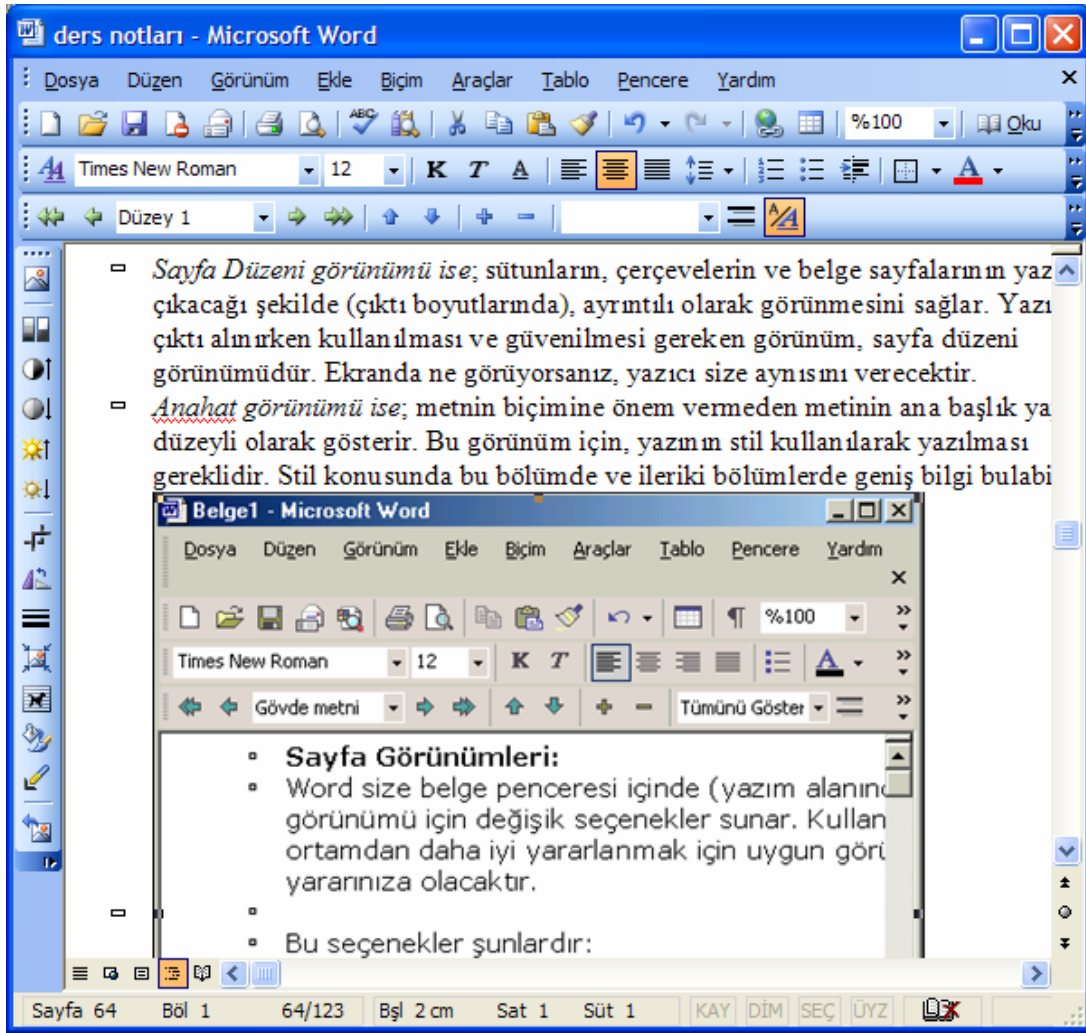 ders notları - Microsoft Word
Dosya Düzen Görünüm Ekle Biçim Araçlar Tablo Pencere Yardım
%100 Oku
Times New Roman 12 K T A
Düzey 1
Sayfa Düzeni görünümü ise; sütunların, çerçevelerin ve belge sayfalarının yaz
çıkacağı şekilde (çıktı boyutlarında), ayrıntılı olarak görünmesini sağlar. Yazı
çıktı alınırken kullanılması ve güvenilmesi gereken görünüm, sayfa düzeni
görünümüdür. Ekranda ne görüyorsanız, yazıcı size aynısını verecektir.
Anahat görünümü ise; metnin biçimine önem vermeden metinin ana başlık ya
düzeyli olarak gösterir. Bu görünüm için, yazının stil kullanılarak yazılması
gereklidir. Stil konusunda bu bölümde ve ileriki bölümlerde geniş bilgi bulabi
Belge1 - Microsoft Word
Dosya Düzen Görünüm Ekle Biçim Araçlar Tablo Pencere Yardım
%100
Times New Roman 12 K T A
Gövde metni Tümünü Göster
Sayfa Görünümleri:
Word size belge penceresi içinde (yazım alanınd
görünümü için değişik seçenekler sunar. Kullan
ortamdan daha iyi yararlanmak için uygun görü
yararınıza olacaktır.
Bu seçenekler şunlardır:
Sayfa 64 Böl 1 64/123 Bşl 2 cm Sat 1 Süt 1 KAY DİM SEÇ ÜYZ